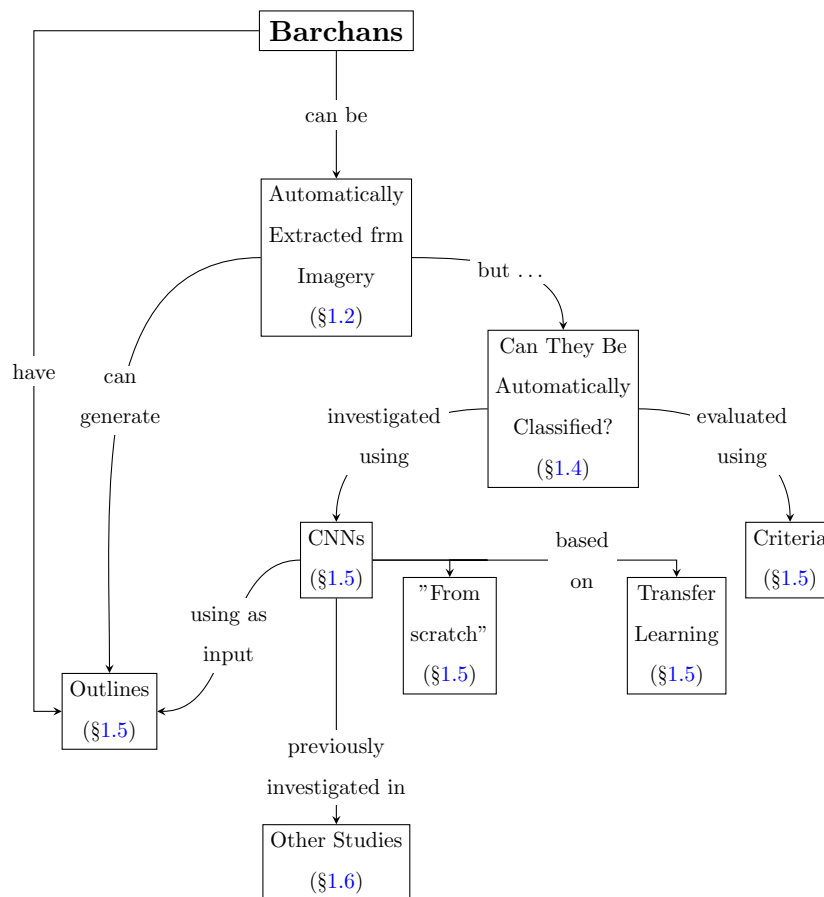 Barchans
can be
Automatically
Extracted frm
Imagery
(§1.2)
but ...
have
can
generate
Can They Be
Automatically
Classified?
(§1.4)
investigated
using
evaluated
using
CNNs
(§1.5)
based
on
Criteria
(§1.5)
"From
scratch"
(§1.5)
Transfer
Learning
(§1.5)
using as
input
Outlines
(§1.5)
previously
investigated in
Other Studies
(§1.6)